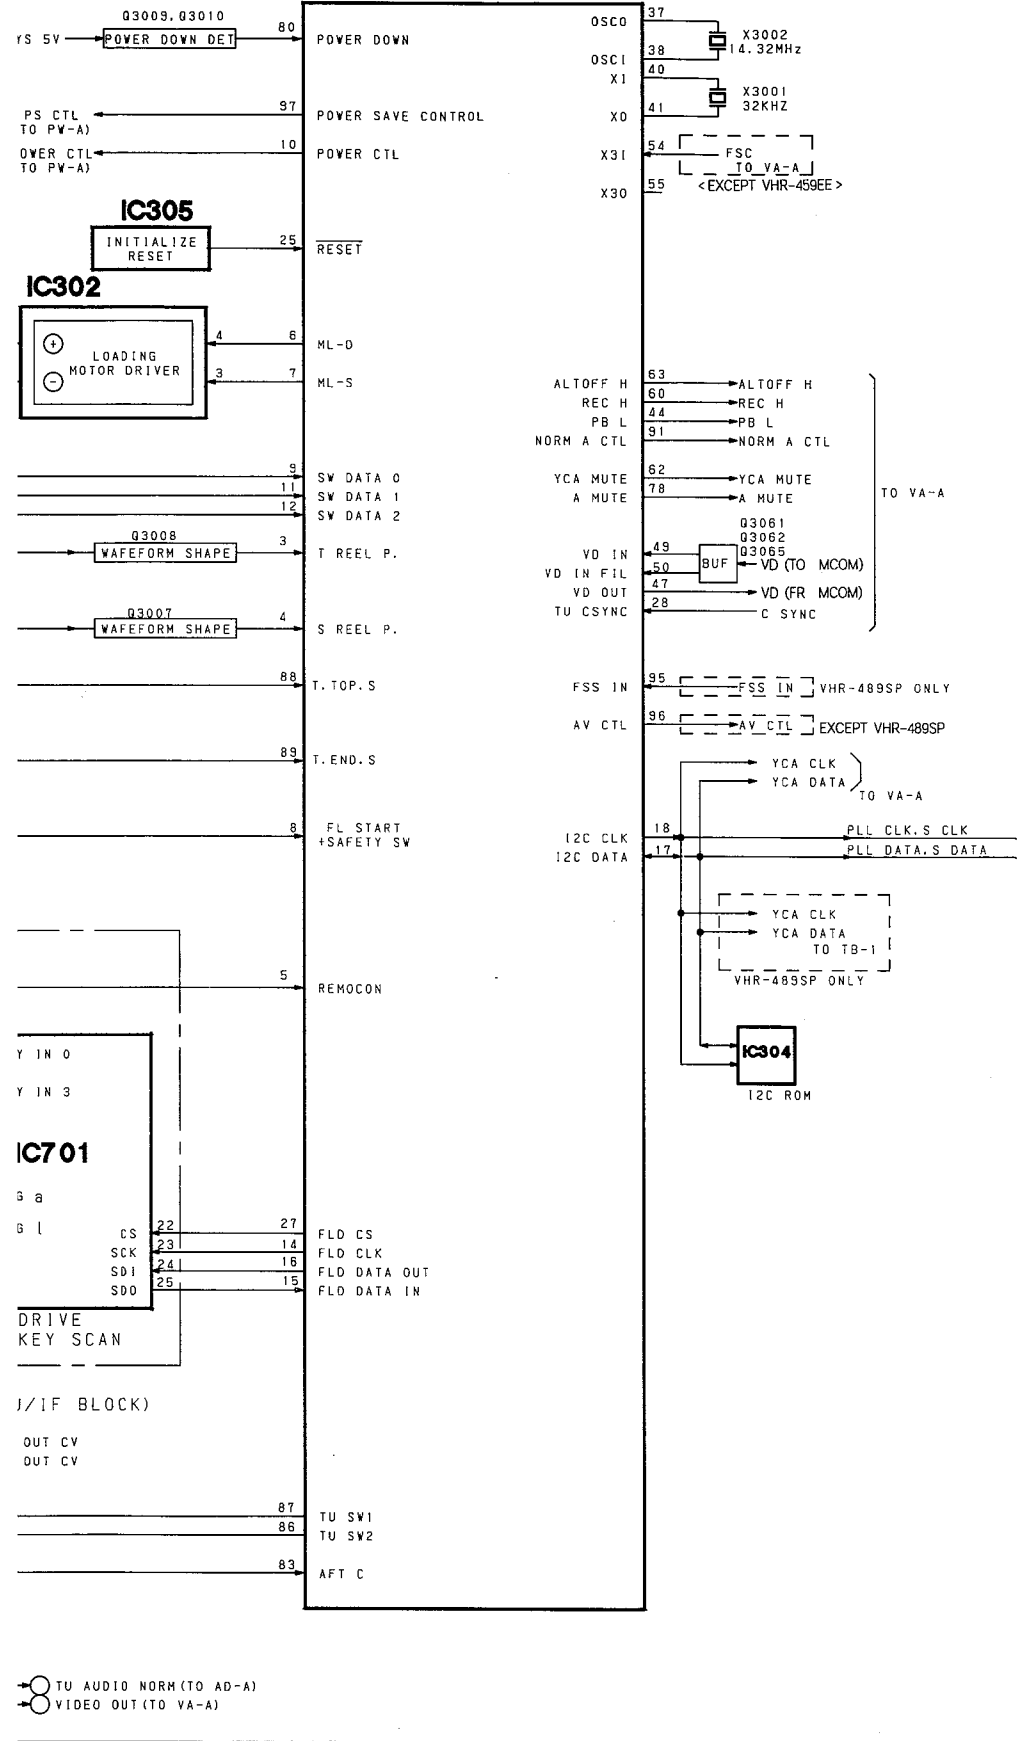 Q3009,Q3010
YS 5V
POWER DOWN DET
80
POWER DOWN
97
PS CTL
TO PW-A)
POWER SAVE CONTROL
10
OWER CTL
TO PW-A)
POWER CTL
IC305
INITIALIZE
RESET
25
RESET
IC302
+
LOADING
MOTOR DRIVER
−
4
6
ML-O
3
7
ML-S
9
SW DATA 0
11
SW DATA 1
12
SW DATA 2
Q3008
WAFEFORM SHAPE
3
T REEL P.
Q3007
WAFEFORM SHAPE
4
S REEL P.
88
T.TOP.S
89
T.END.S
8
FL START
+SAFETY SW
5
REMOCON
Y IN 0
Y IN 3
IC701
G a
G l
CS
22
27
FLD CS
SCK
23
14
FLD CLK
SDI
24
16
FLD DATA OUT
SDO
25
15
FLD DATA IN
DRIVE
KEY SCAN
U/IF BLOCK)
OUT CV
OUT CV
87
TU SW1
86
TU SW2
83
AFT C
TU AUDIO NORM(TO AD-A)
VIDEO OUT(TO VA-A)
OSCO
37
OSCI
38
X3002
14.32MHz
XI
40
XO
41
X3001
32KHZ
X3I
54
FSC
TO VA-A
<EXCEPT VHR-459EE>
X3O
55
ALTOFF H
63
ALTOFF H
REC H
60
REC H
PB L
44
PB L
NORM A CTL
91
NORM A CTL
YCA MUTE
62
YCA MUTE
A MUTE
78
A MUTE
TO VA-A
Q3061
Q3062
Q3065
VD IN
49
BUF
VD (TO MCOM)
VD IN FIL
50
VD OUT
47
VD (FR MCOM)
TU CSYNC
28
C SYNC
FSS IN
95
FSS IN
VHR-489SP ONLY
AV CTL
96
AV CTL
EXCEPT VHR-489SP
YCA CLK
YCA DATA
TO VA-A
I2C CLK
18
PLL CLK.S CLK
I2C DATA
17
PLL DATA.S DATA
YCA CLK
YCA DATA
TO TB-1
VHR-489SP ONLY
IC304
I2C ROM